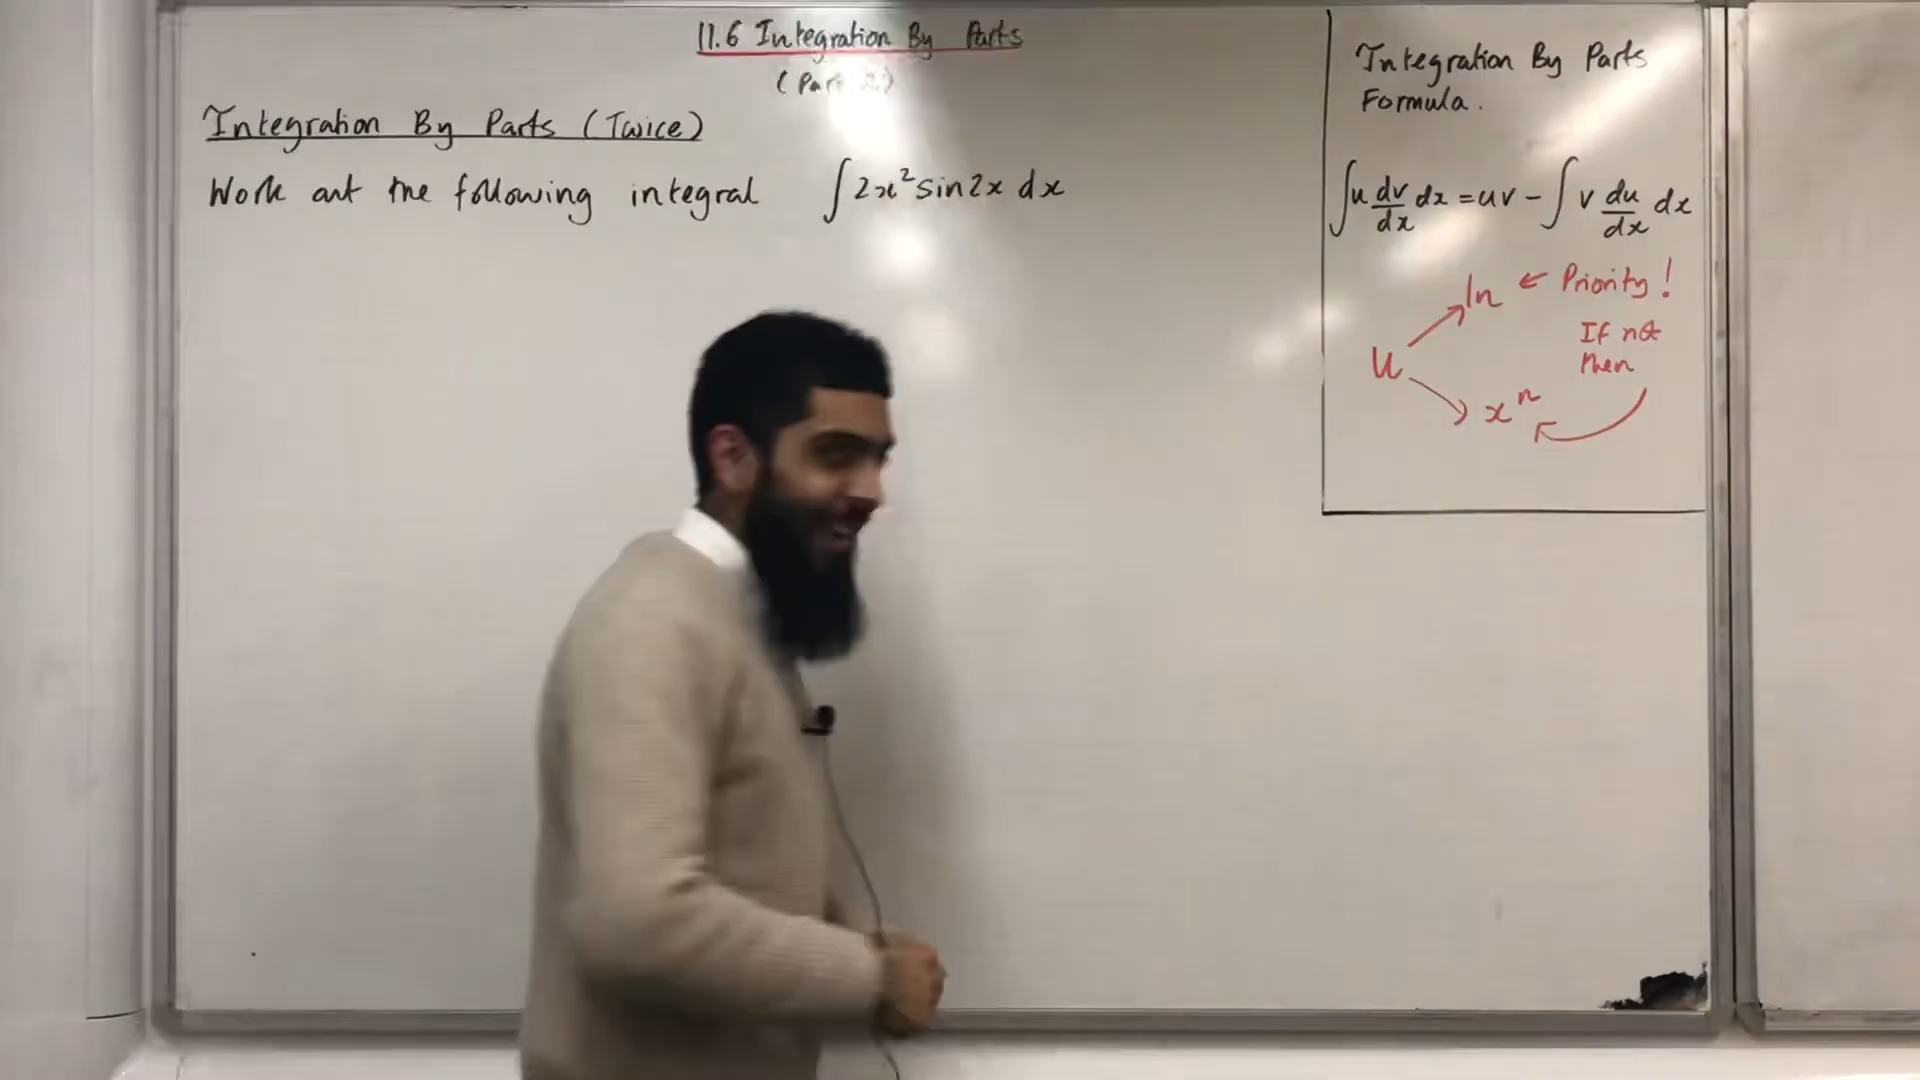 11.6 Integration By Parts
Integration By Parts (Twice)
Work out the following integral ∫2x²sin2x dx
Integration By Parts
Formula.
∫u dv/dx dx = uv - ∫v du/dx dx
ln ← Priority!
If not
then
u
xⁿ